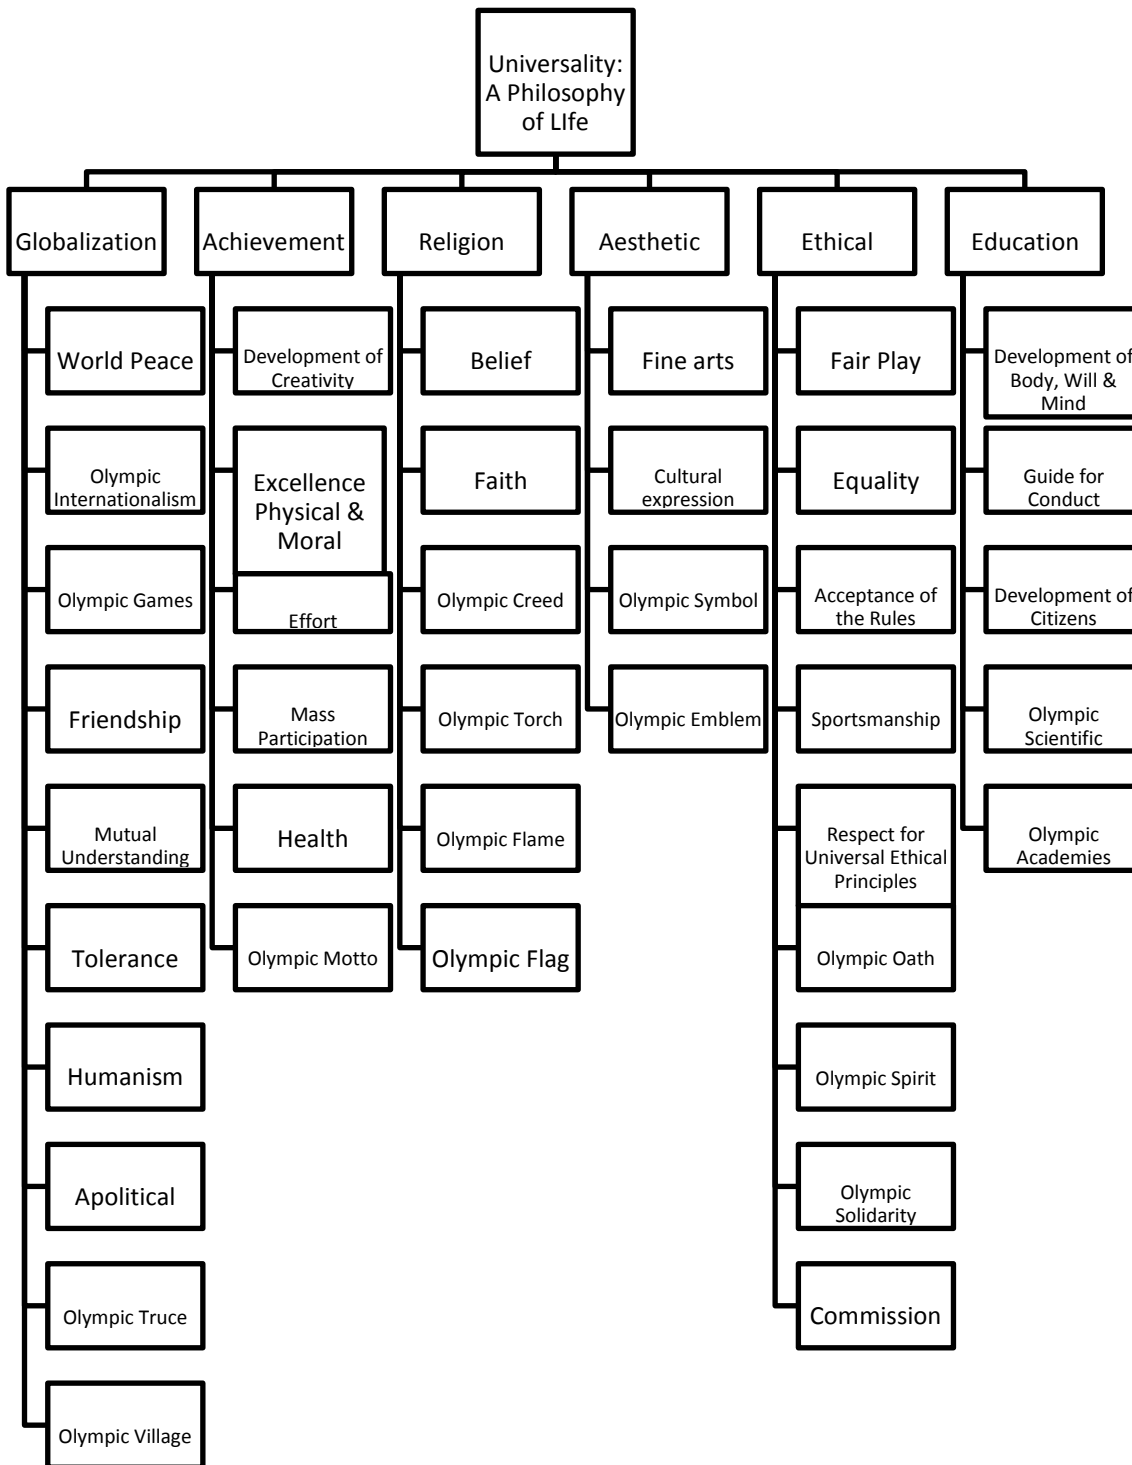 Universality:
A Philosophy
of LIfe
Globalization
World Peace
Olympic
Internationalism
Olympic Games
Friendship
Mutual
Understanding
Tolerance
Humanism
Apolitical
Olympic Truce
Olympic Village
Achievement
Development of
Creativity
Excellence
Physical &
Moral
Effort
Mass
Participation
Health
Olympic Motto
Religion
Belief
Faith
Olympic Creed
Olympic Torch
Olympic Flame
Olympic Flag
Aesthetic
Fine arts
Cultural
expression
Olympic Symbol
Olympic Emblem
Ethical
Fair Play
Equality
Acceptance of
the Rules
Sportsmanship
Respect for
Universal Ethical
Principles
Olympic Oath
Olympic Spirit
Olympic
Solidarity
Commission
Education
Development of
Body, Will &
Mind
Guide for
Conduct
Development of
Citizens
Olympic
Scientific
Olympic
Academies